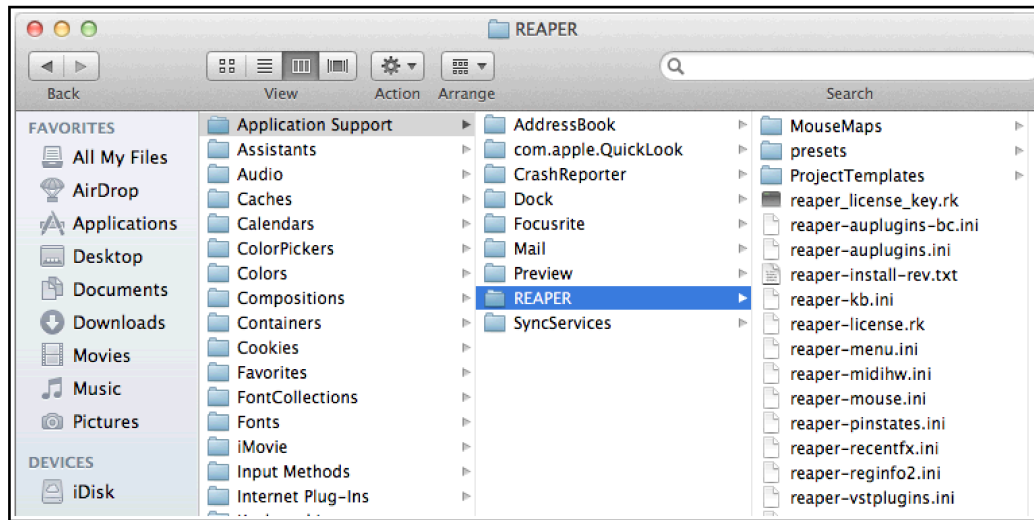 REAPER
Back
View
Action
Arrange
Search
FAVORITES
All My Files
AirDrop
Applications
Desktop
Documents
Downloads
Movies
Music
Pictures
DEVICES
iDisk
Application Support
Assistants
Audio
Caches
Calendars
ColorPickers
Colors
Compositions
Containers
Cookies
Favorites
FontCollections
Fonts
iMovie
Input Methods
Internet Plug-Ins
AddressBook
com.apple.QuickLook
CrashReporter
Dock
Focusrite
Mail
Preview
REAPER
SyncServices
MouseMaps
presets
ProjectTemplates
reaper_license_key.rk
reaper-auplugins-bc.ini
reaper-auplugins.ini
reaper-install-rev.txt
reaper-kb.ini
reaper-license.rk
reaper-menu.ini
reaper-midihw.ini
reaper-mouse.ini
reaper-pinstates.ini
reaper-recentfx.ini
reaper-reginfo2.ini
reaper-vstplugins.ini